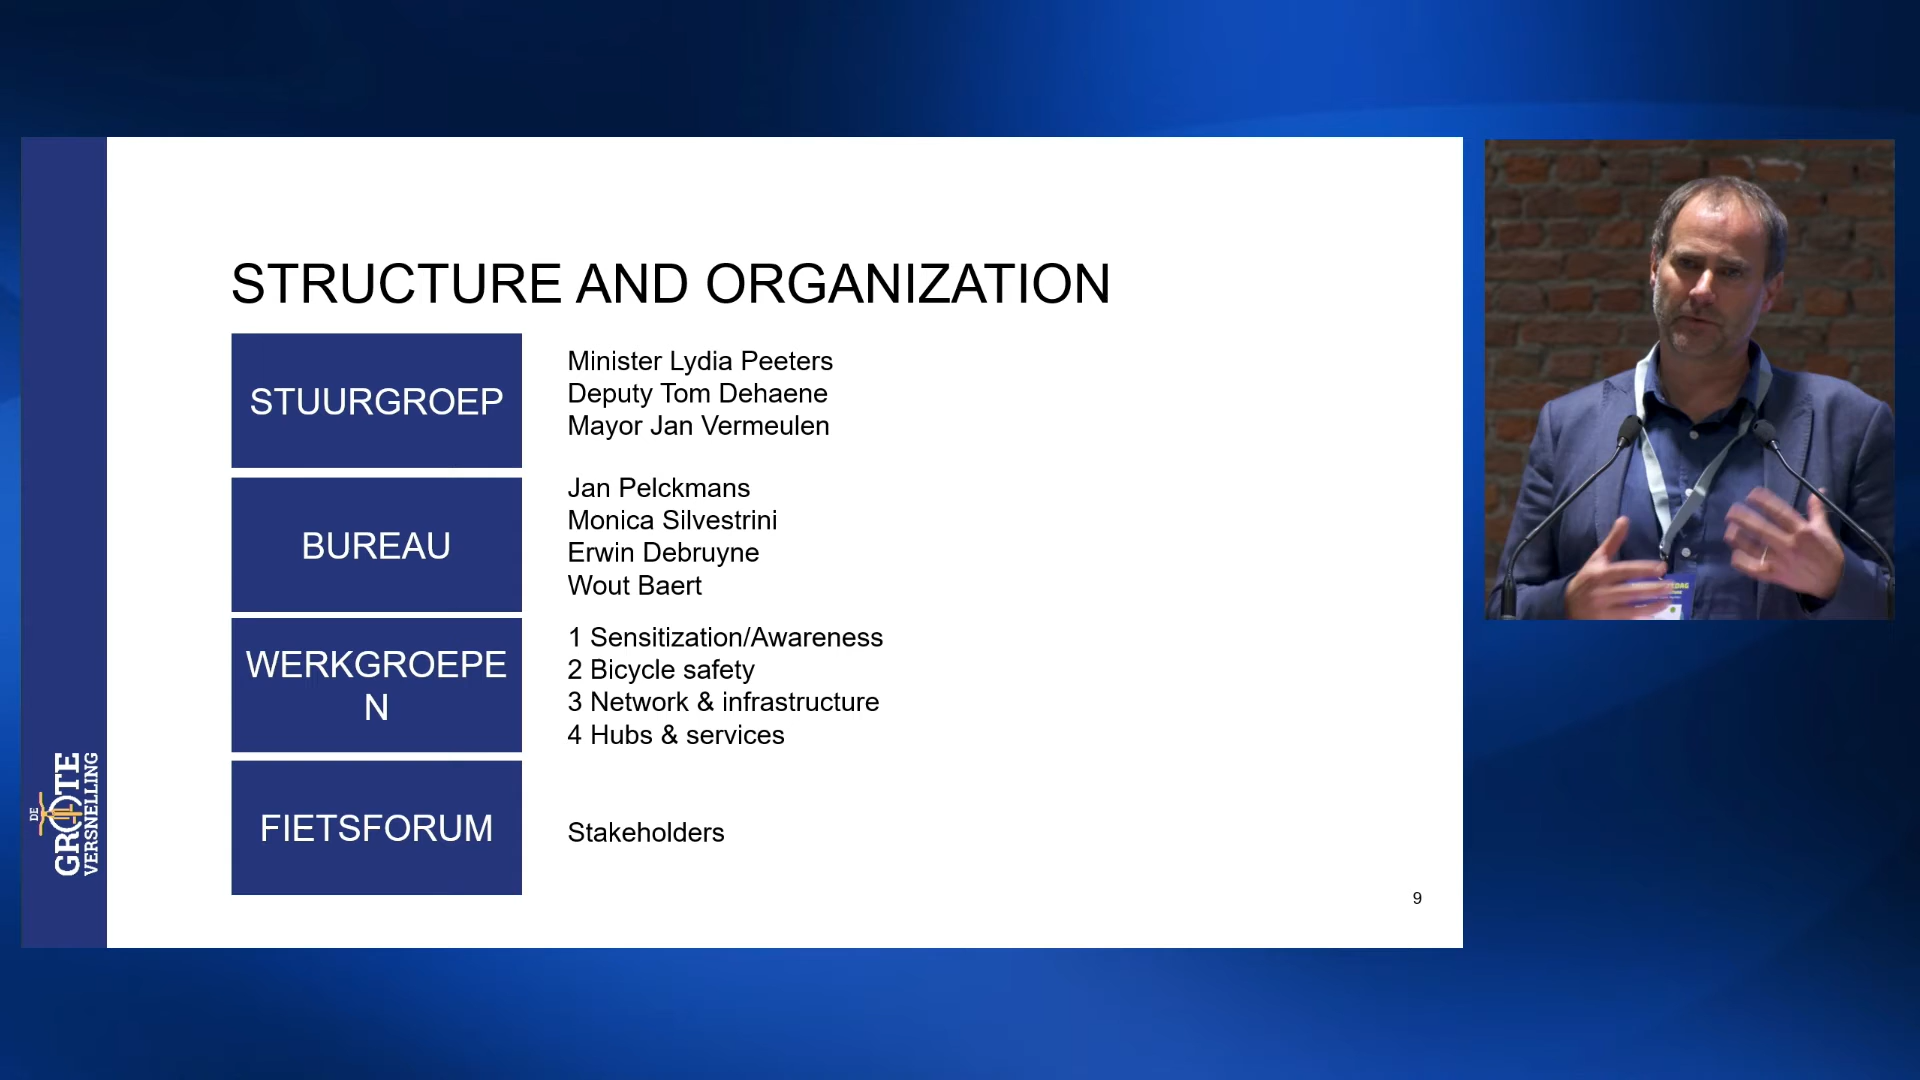 STRUCTURE AND ORGANIZATION
STUURGROEP
Minister Lydia Peeters
Deputy Tom Dehaene
Mayor Jan Vermeulen
BUREAU
Jan Pelckmans
Monica Silvestrini
Erwin Debruyne
Wout Baert
WERKGROEPE
N
1 Sensitization/Awareness
2 Bicycle safety
3 Network & infrastructure
4 Hubs & services
FIETSFORUM
Stakeholders
9
DE
GROTE
VERSNELLING